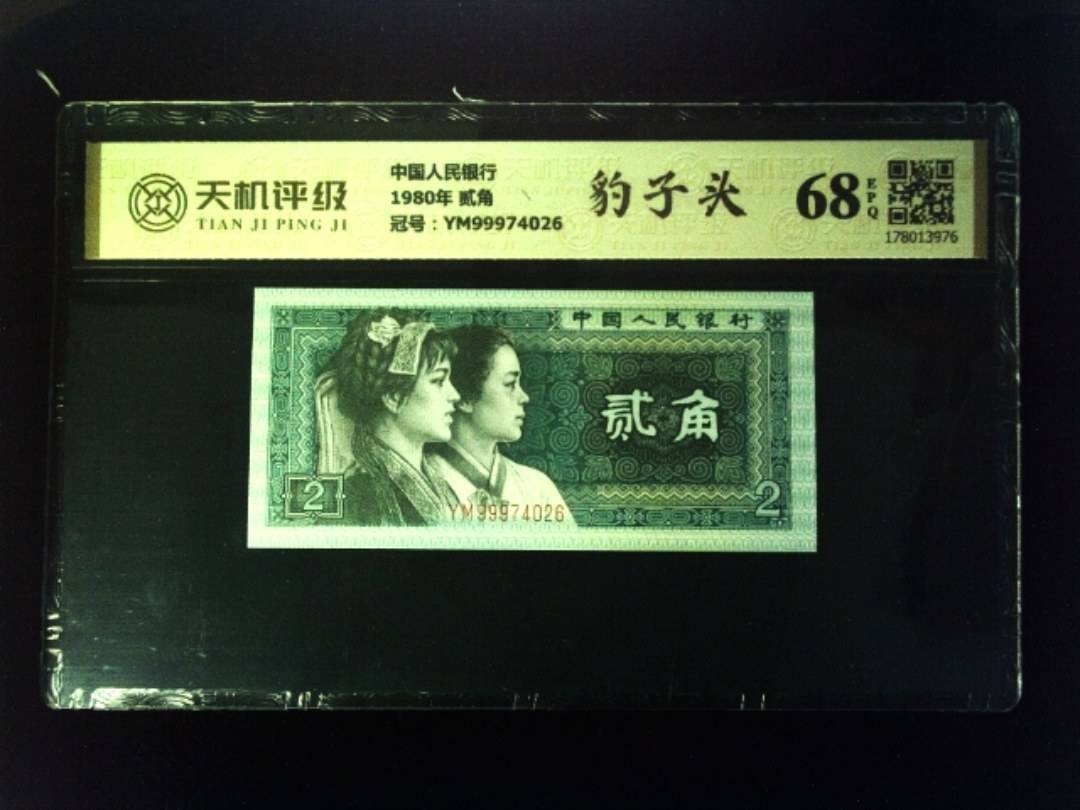 天机评级
TIAN JI PING JI
中国人民银行
1980年 贰角
冠号：YM99974026
豹子头
68
EPQ
178013976
中国人民银行
贰角
2
YM99974026
2